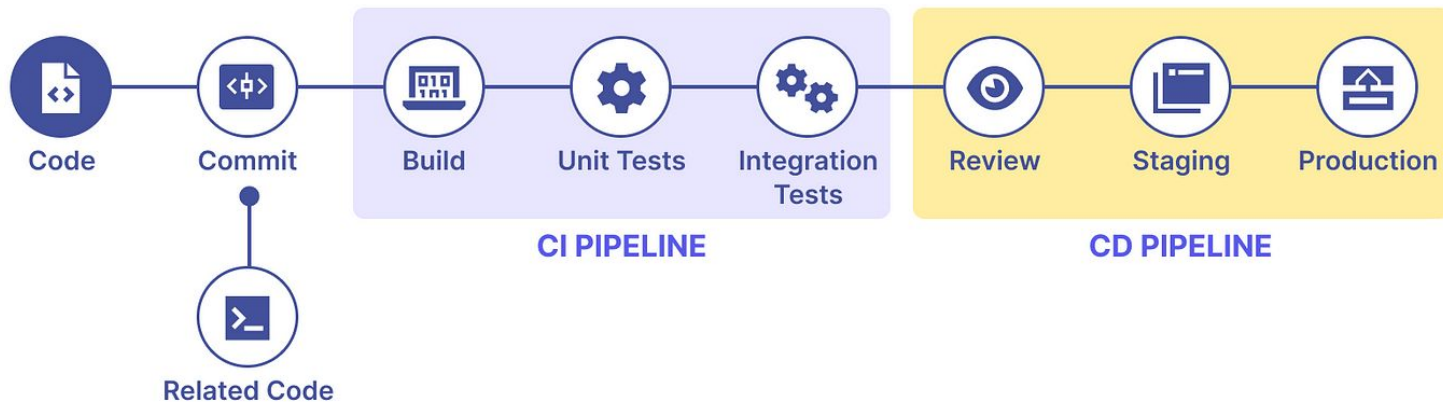 Code
Commit
Build
Unit Tests
Integration
Tests
Review
Staging
Production
CI PIPELINE
CD PIPELINE
Related Code